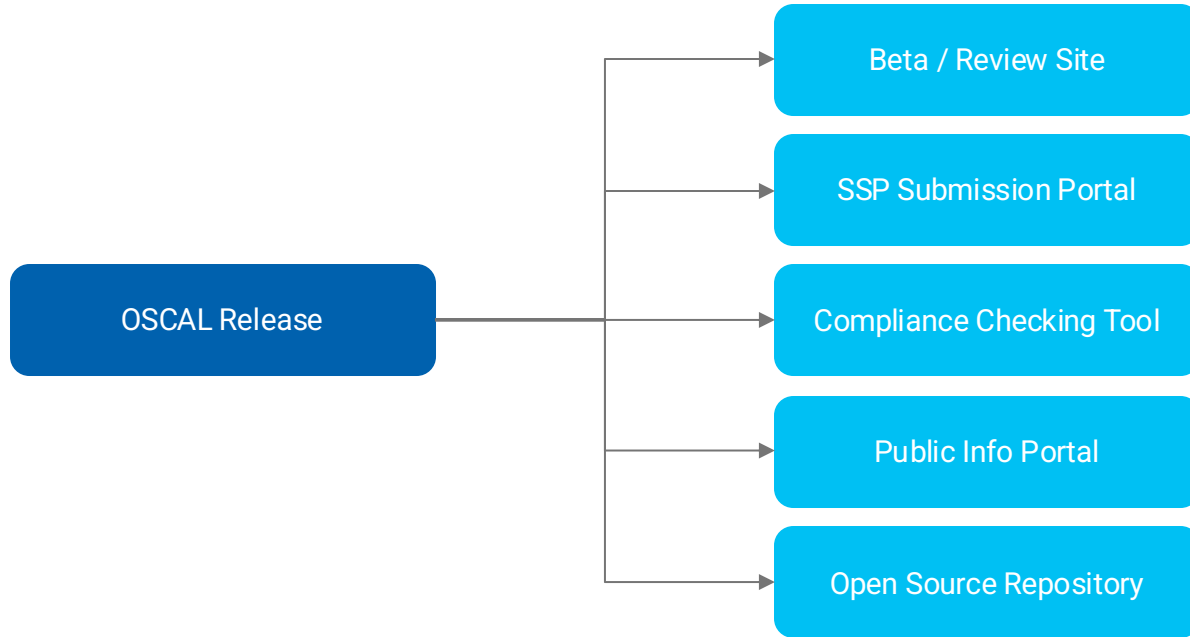 Beta / Review Site
SSP Submission Portal
OSCAL Release
Compliance Checking Tool
Public Info Portal
Open Source Repository